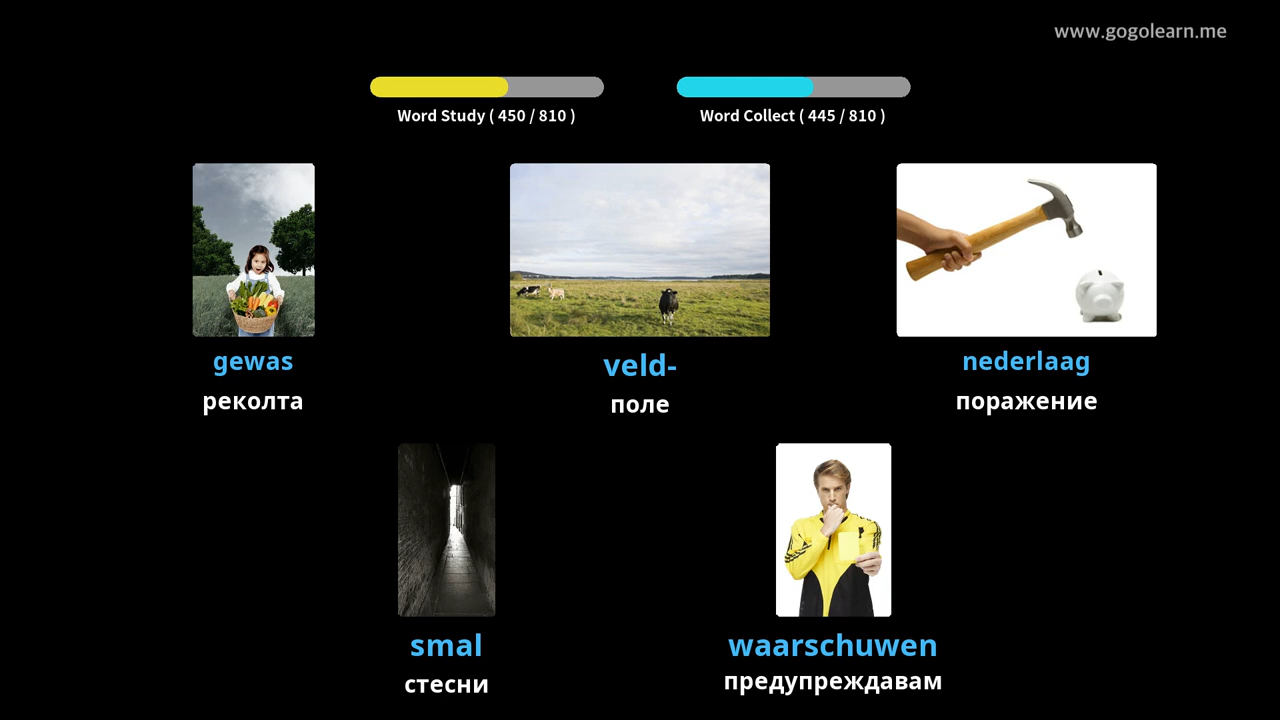 www.gogolearn.me
Word Study ( 450 / 810 )
Word Collect ( 445 / 810 )
gewas
реколта
veld-
поле
nederlaag
поражение
smal
стесни
waarschuwen
предупреждавам